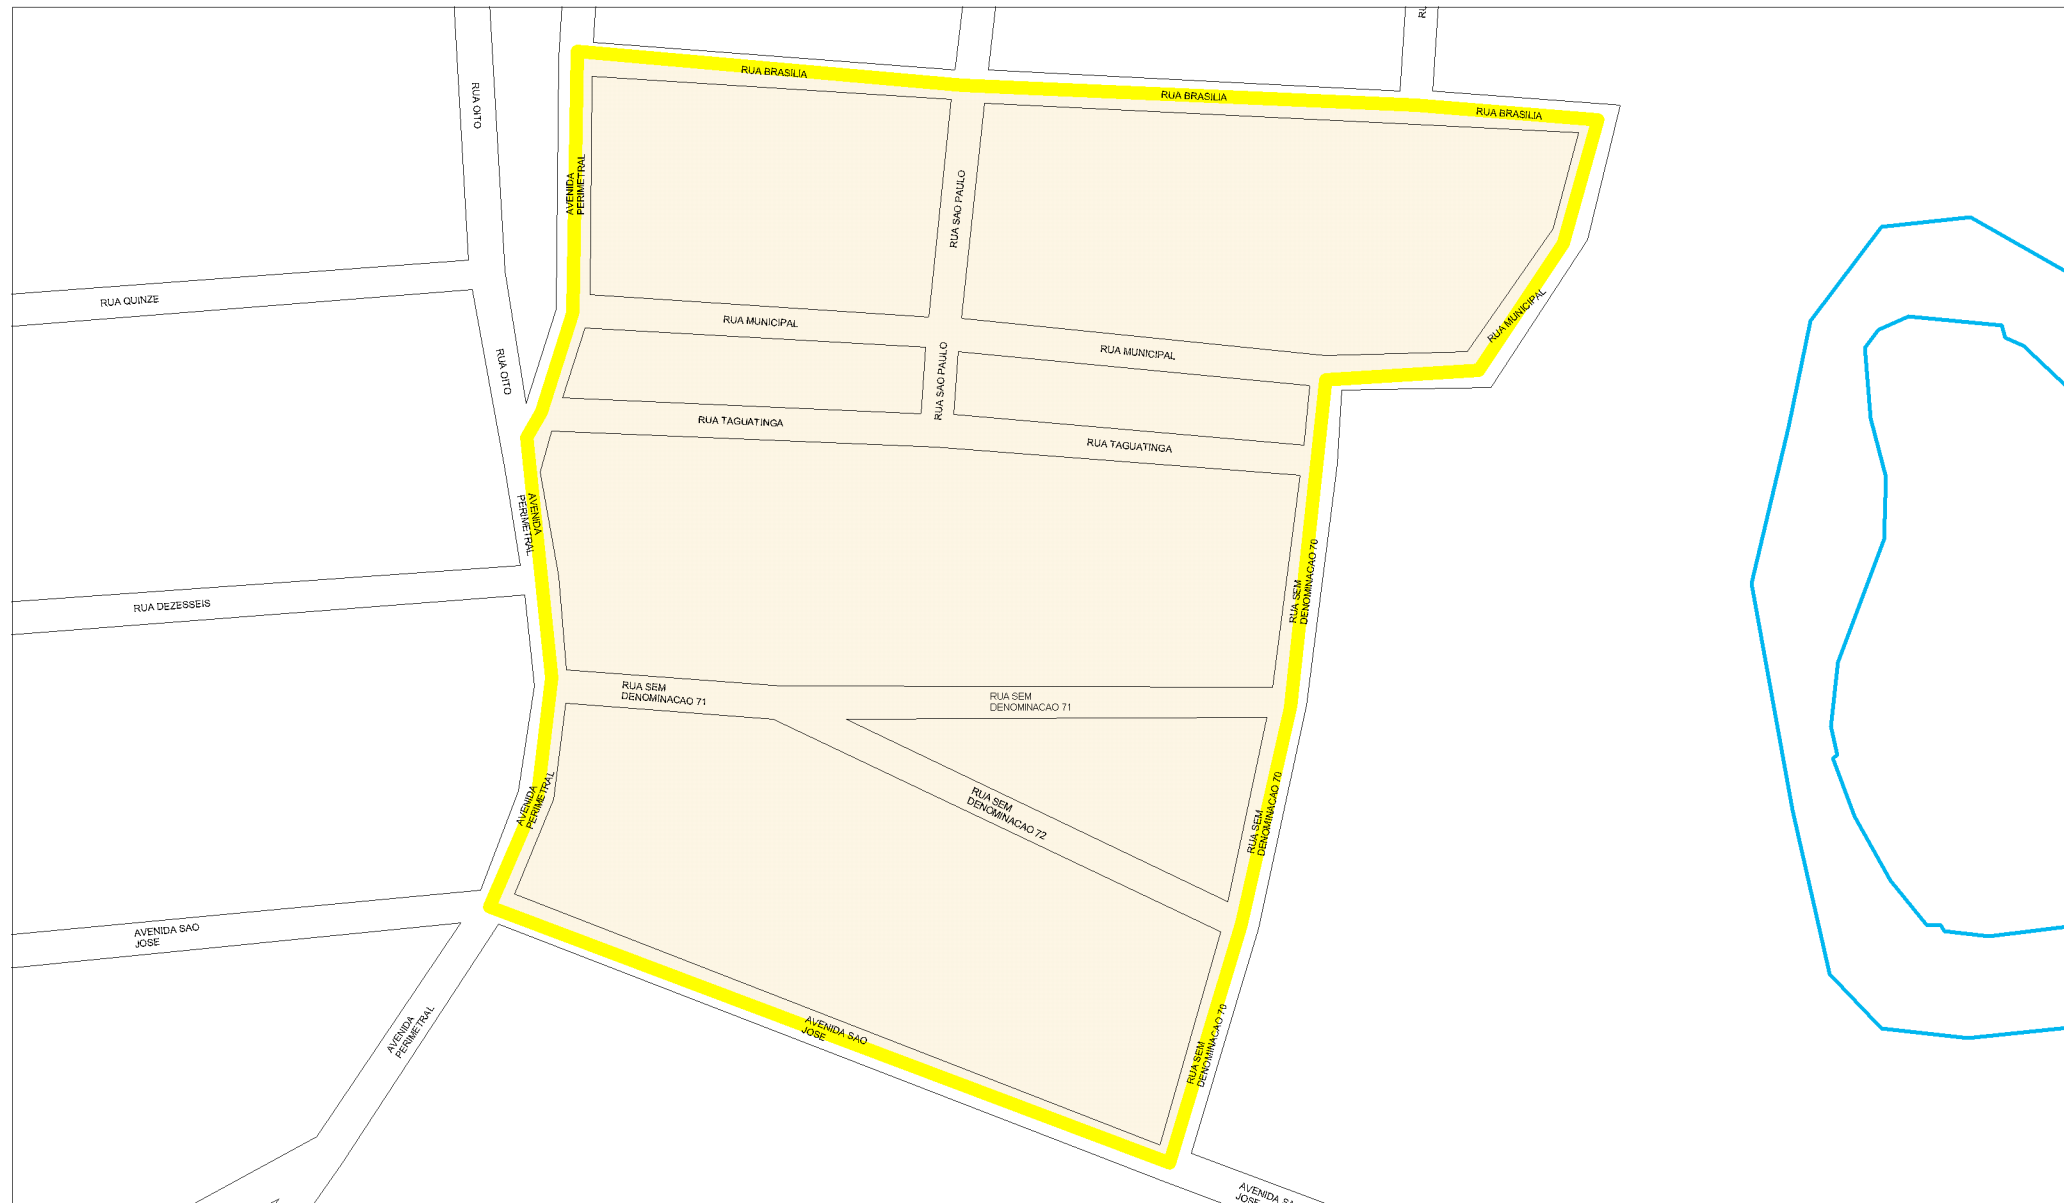 RUA BRASILIA
RUA BRASILIA
RUA BRASILIA
RUA OITO
AVENIDA
PERIMETRAL
RUA SAO PAULO
RUA QUINZE
RUA MUNICIPAL
RUA MUNICIPAL
RUA MUNICIPAL
RUA OITO
RUA SAO PAULO
RUA TAGUATINGA
RUA TAGUATINGA
AVENIDA
PERIMETRAL
RUA SEM
DENOMINACAO 70
RUA DEZESSEIS
RUA SEM
DENOMINACAO 71
RUA SEM
DENOMINACAO 71
AVENIDA
PERIMETRAL
RUA SEM
DENOMINACAO 72
RUA SEM
DENOMINACAO 70
AVENIDA SAO
JOSE
AVENIDA
PERIMETRAL
AVENIDA SAO
JOSE
RUA SEM
DENOMINACAO 70
AVENIDA
JOSE